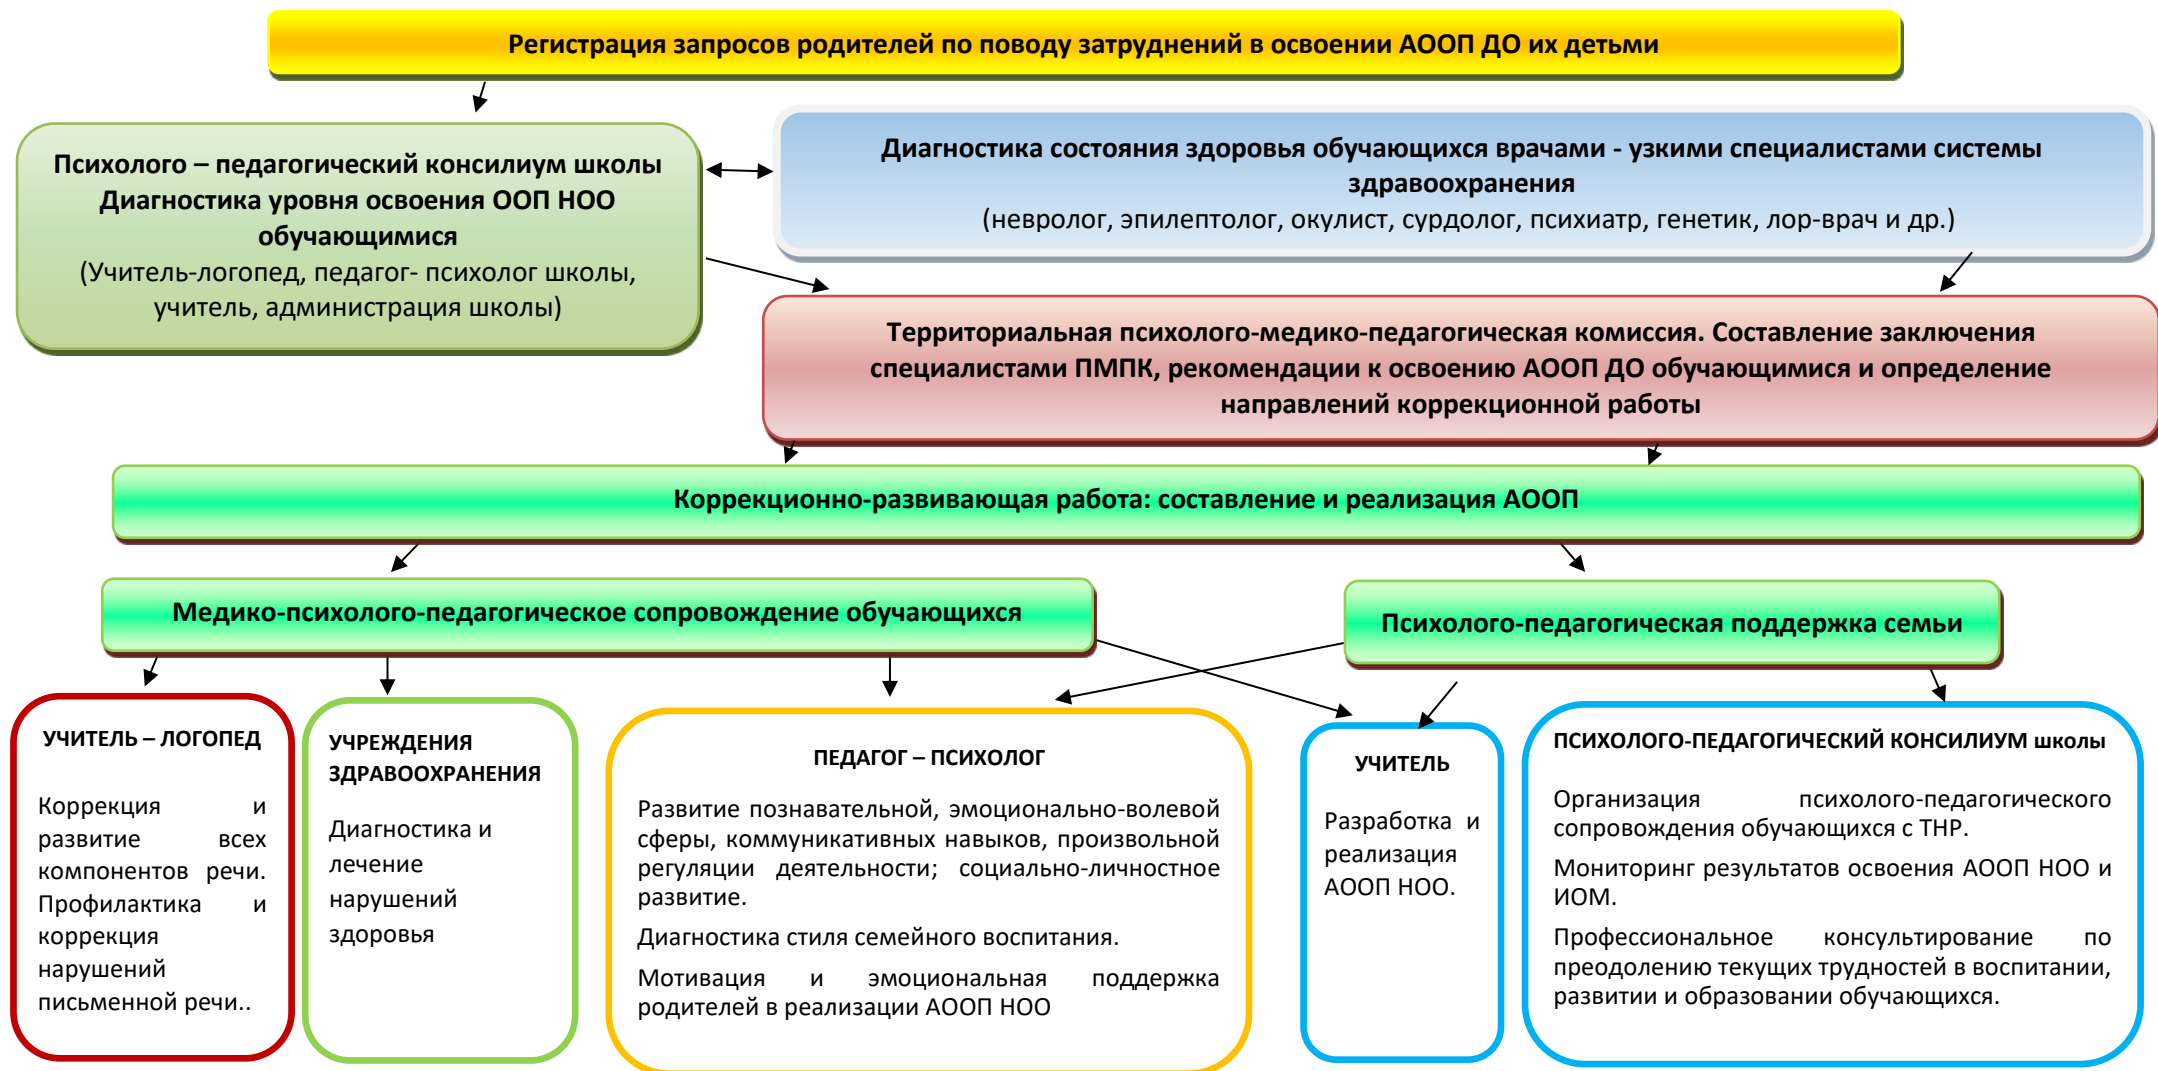 Регистрация запросов родителей по поводу затруднений в освоении АООП ДО их детьми
Психолого – педагогический консилиум школы
Диагностика уровня освоения ООП НОО
обучающимися
(Учитель-логопед, педагог- психолог школы,
учитель, администрация школы)
Диагностика состояния здоровья обучающихся врачами - узкими специалистами системы
здравоохранения
(невролог, эпилептолог, окулист, сурдолог, психиатр, генетик, лор-врач и др.)
Территориальная психолого-медико-педагогическая комиссия. Составление заключения
специалистами ПМПК, рекомендации к освоению АООП ДО обучающимися и определение
направлений коррекционной работы
Коррекционно-развивающая работа: составление и реализация АООП
Медико-психолого-педагогическое сопровождение обучающихся
Психолого-педагогическая поддержка семьи
УЧИТЕЛЬ – ЛОГОПЕД
Коррекция и
развитие всех
компонентов речи.
Профилактика и
коррекция
нарушений
письменной речи..
УЧРЕЖДЕНИЯ
ЗДРАВООХРАНЕНИЯ
Диагностика и
лечение
нарушений
здоровья
ПЕДАГОГ – ПСИХОЛОГ
Развитие познавательной, эмоционально-волевой
сферы, коммуникативных навыков, произвольной
регуляции деятельности; социально-личностное
развитие.
Диагностика стиля семейного воспитания.
Мотивация и эмоциональная поддержка
родителей в реализации АООП НОО
УЧИТЕЛЬ
Разработка и
реализация
АООП НОО.
ПСИХОЛОГО-ПЕДАГОГИЧЕСКИЙ КОНСИЛИУМ школы
Организация психолого-педагогического
сопровождения обучающихся с ТНР.
Мониторинг результатов освоения АООП НОО и
ИОМ.
Профессиональное консультирование по
преодолению текущих трудностей в воспитании,
развитии и образовании обучающихся.